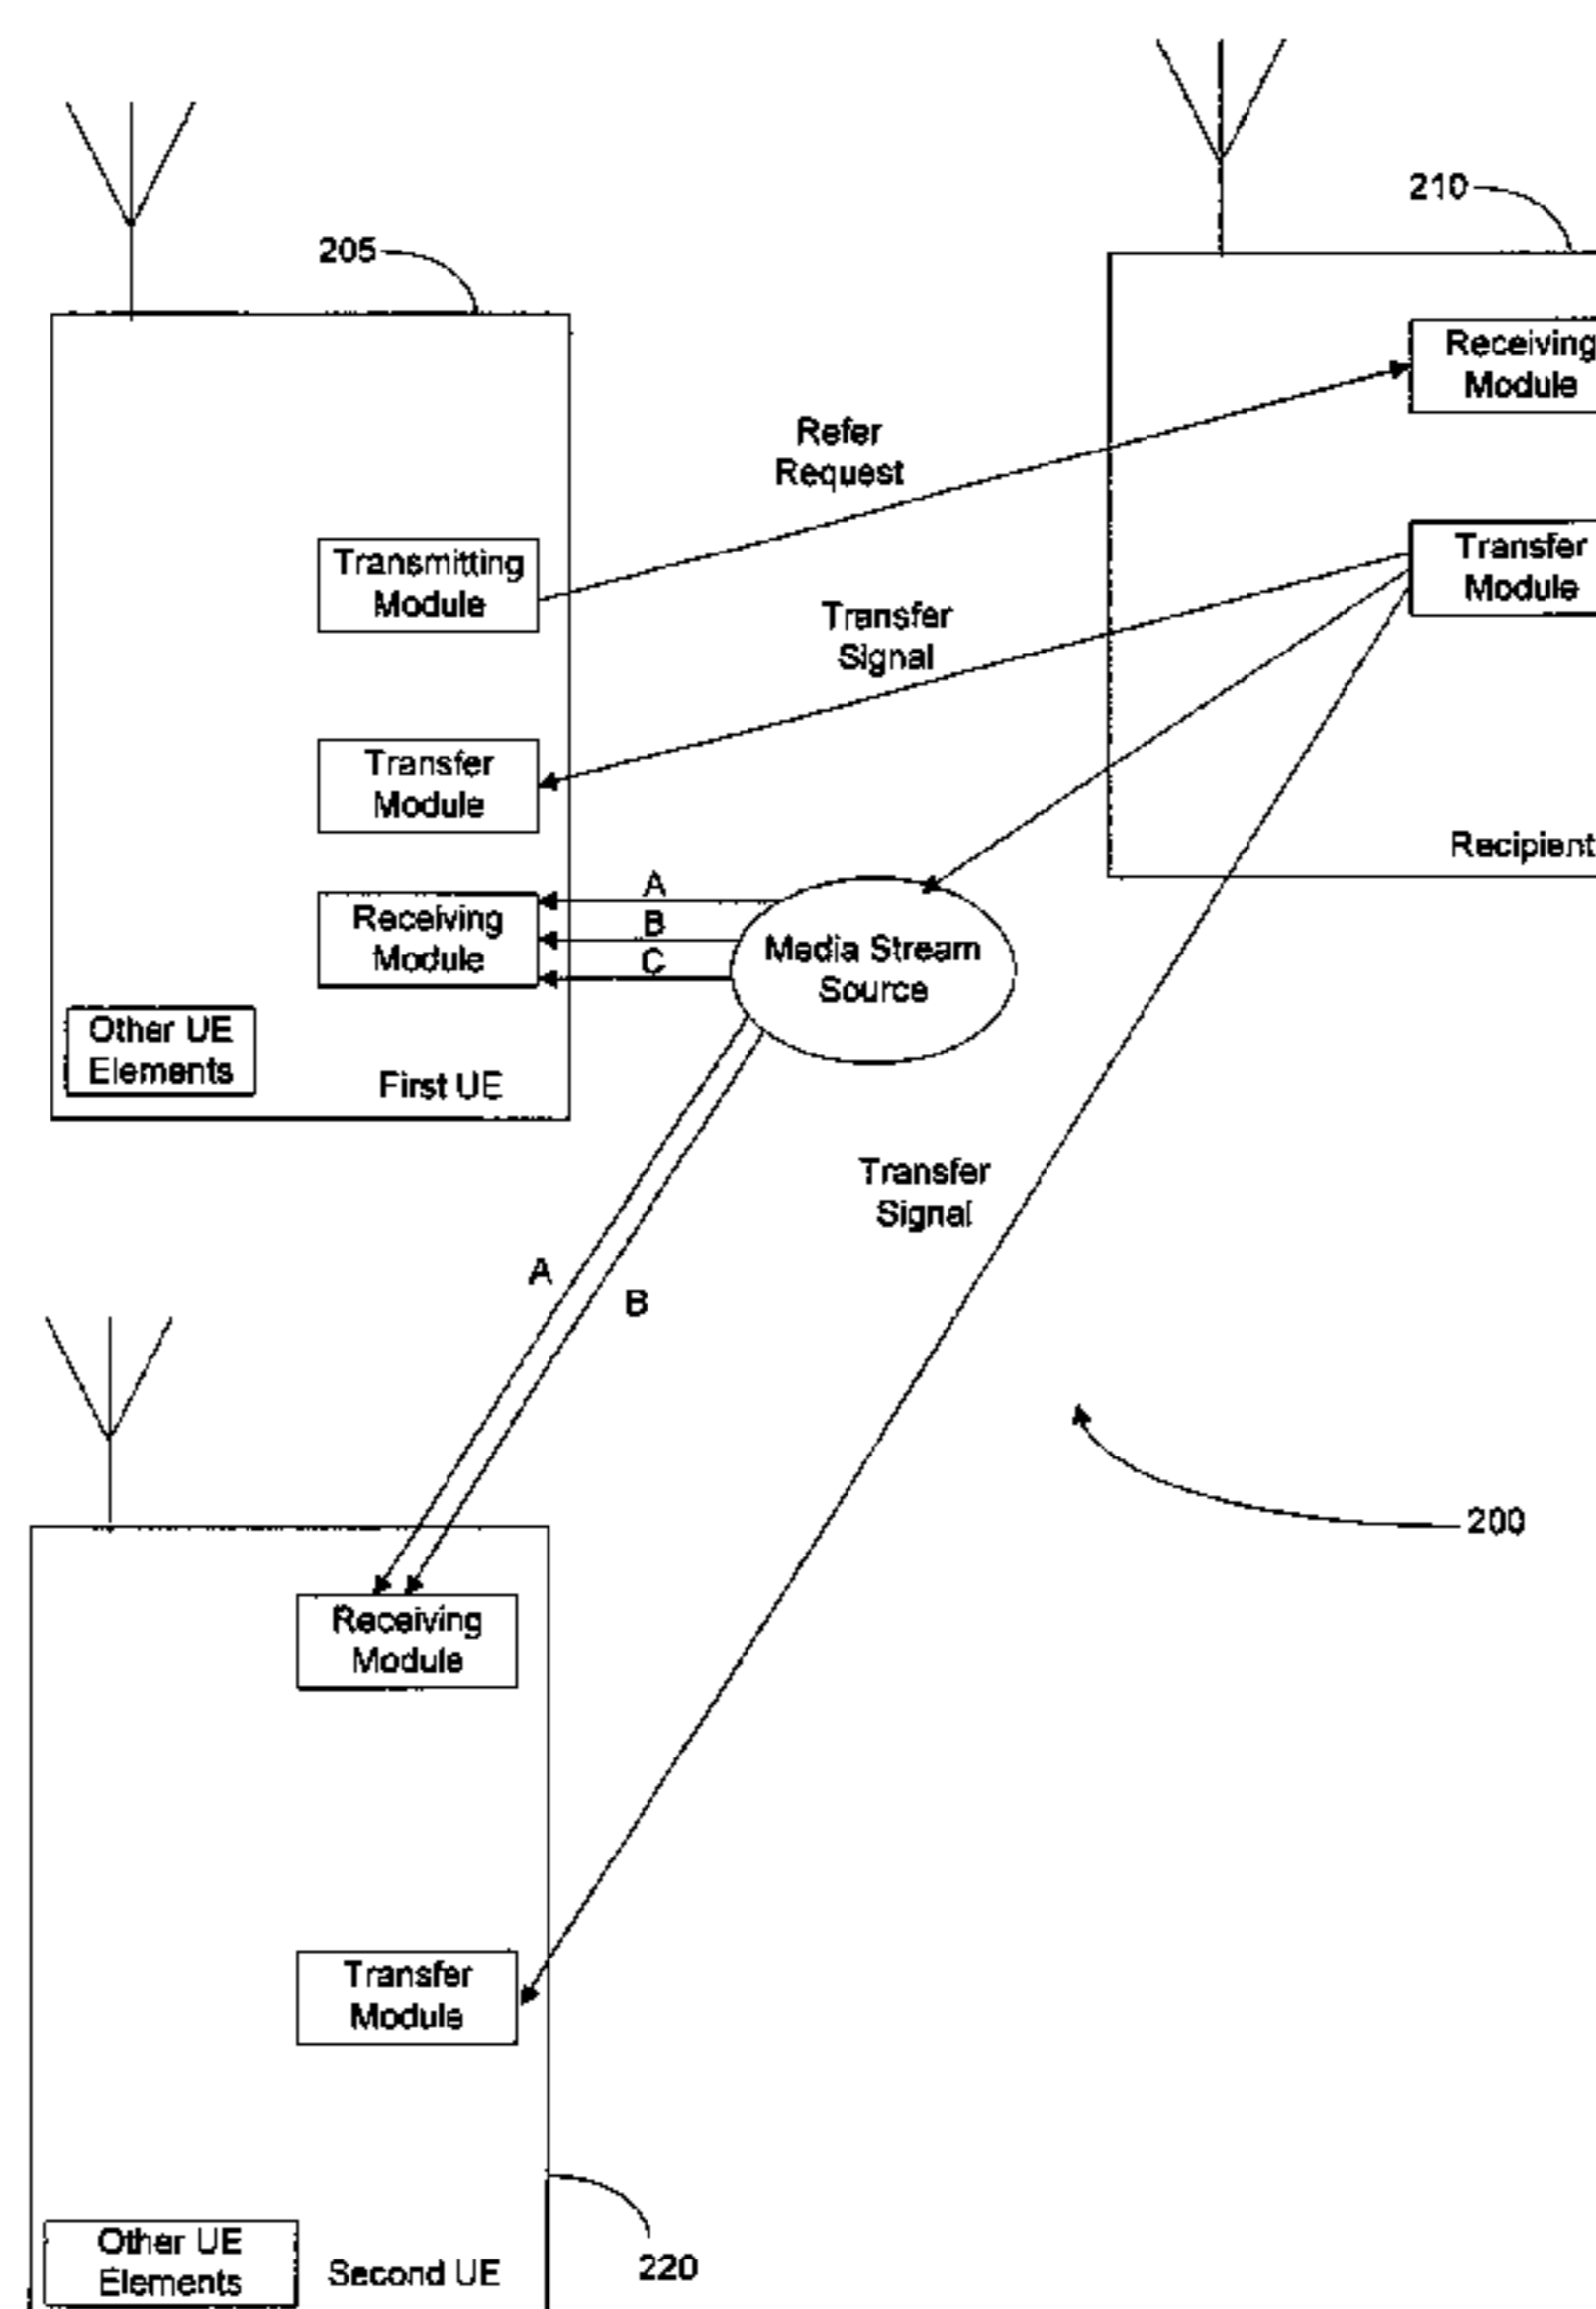 210
205
Receiving
Module
Refer
Request
Transfer
Module
Transmitting
Module
Transfer
Signal
Transfer
Module
Recipient
A
B
C
Receiving
Module
Media Stream
Source
Other UE
Elements
First UE
Transfer
Signal
A
B
200
Receiving
Module
Transfer
Module
Other UE
Elements
Second UE
220